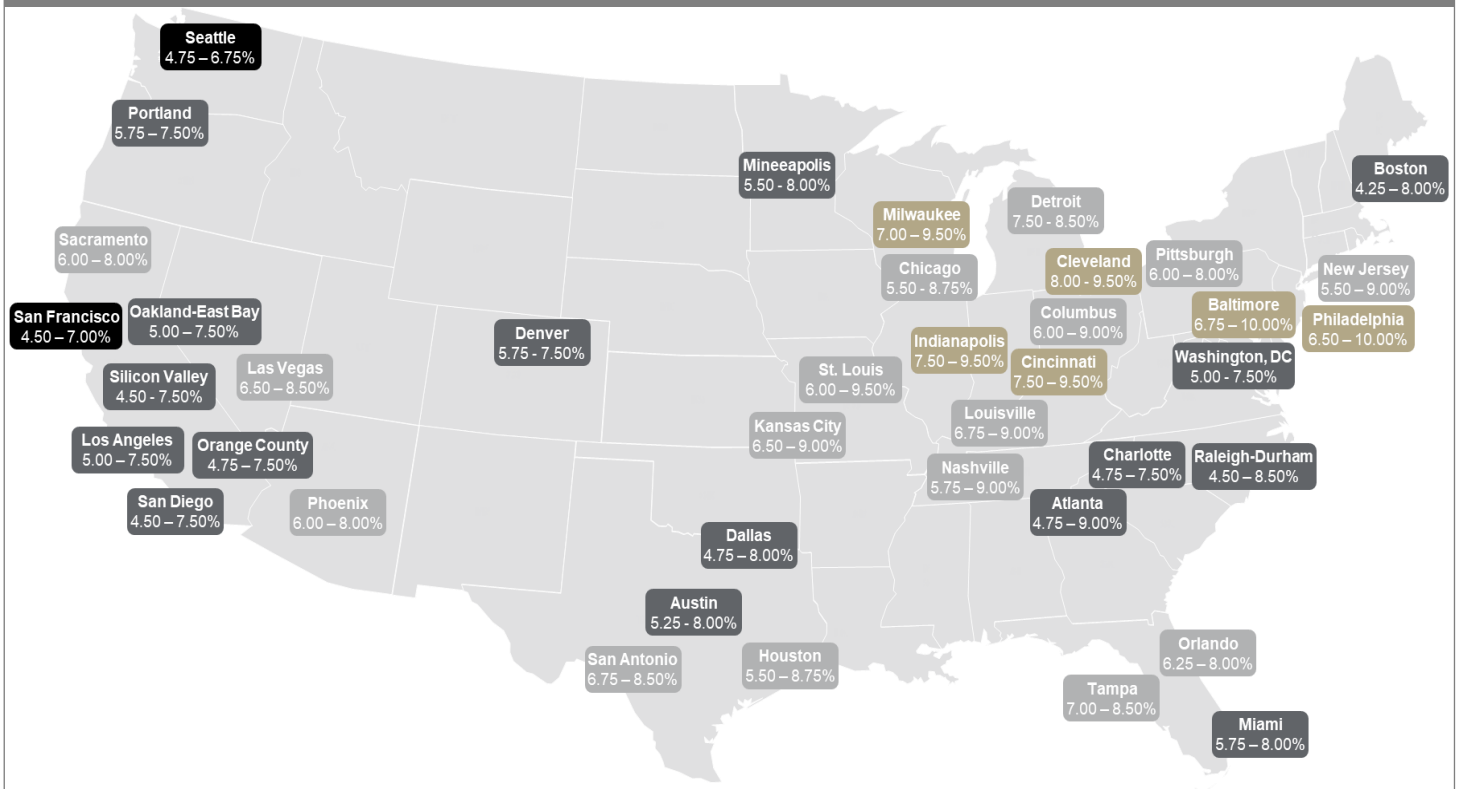 Seattle
4.75 – 6.75%
Portland
5.75 – 7.50%
Mineeapolis
5.50 - 8.00%
Boston
4.25 – 8.00%
Milwaukee
7.00 – 9.50%
Detroit
7.50 - 8.50%
Sacramento
6.00 – 8.00%
Chicago
5.50 - 8.75%
Cleveland
8.00 - 9.50%
Pittsburgh
6.00 – 8.00%
New Jersey
5.50 – 9.00%
San Francisco
4.50 – 7.00%
Oakland-East Bay
5.00 – 7.50%
Denver
5.75 - 7.50%
Columbus
6.00 – 9.00%
Baltimore
6.75 – 10.00%
Philadelphia
6.50 – 10.00%
Indianapolis
7.50 – 9.50%
Cincinnati
7.50 – 9.50%
Washington, DC
5.00 - 7.50%
Silicon Valley
4.50 - 7.50%
Las Vegas
6.50 – 8.50%
St. Louis
6.00 – 9.50%
Kansas City
6.50 – 9.00%
Louisville
6.75 – 9.00%
Los Angeles
5.00 – 7.50%
Orange County
4.75 – 7.50%
Nashville
5.75 – 9.00%
Charlotte
4.75 – 7.50%
Raleigh-Durham
4.50 – 8.50%
San Diego
4.50 – 7.50%
Phoenix
6.00 – 8.00%
Atlanta
4.75 – 9.00%
Dallas
4.75 – 8.00%
Austin
5.25 - 8.00%
San Antonio
6.75 – 8.50%
Houston
5.50 – 8.75%
Orlando
6.25 – 8.00%
Tampa
7.00 – 8.50%
Miami
5.75 – 8.00%